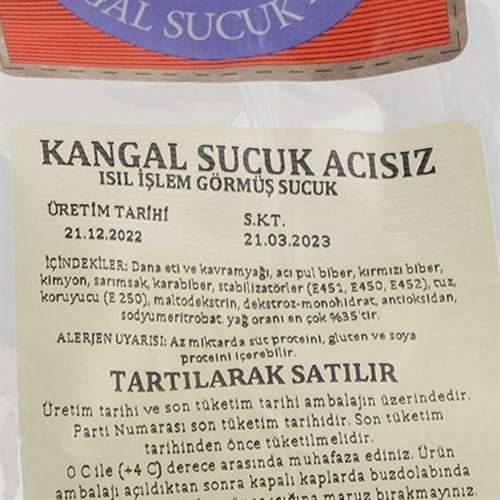 GAL SUCUK
KANGAL SUCUK ACISIZ
ISIL İŞLEM GÖRMÜŞ SUCUK
ÜRETİM TARİHİ
S.K.T.
21.12.2022
21.03.2023
İÇİNDEKİLER: Dana eti ve kavramyağı, acı pul biber, kırmızı biber,
kimyon, sarımsak, karabiber, stabilizatörler (E451, E450, E452), tuz,
koruyucu (E 250), maltodekstrin, dekstroz-monohidrat, antioksidan,
sodyumeritrobat. yağ oranı en çok %35'tir.
ALERJEN UYARISI: Az miktarda süt proteini, gluten ve soya
proteini içerebilir.
TARTILARAK SATILIR
Üretim tarihi ve son tüketim tarihi ambalajın üzerindedir.
Parti Numarası son tüketim tarihidir. Son tüketim
tarihinden önce tüketilmelidir.
0 C ile (+4 C) derece arasında muhafaza ediniz. Ürün
ambalajı açıldıktan sonra kapalı kaplarda buzdolabında
maruz bırakmayınız.